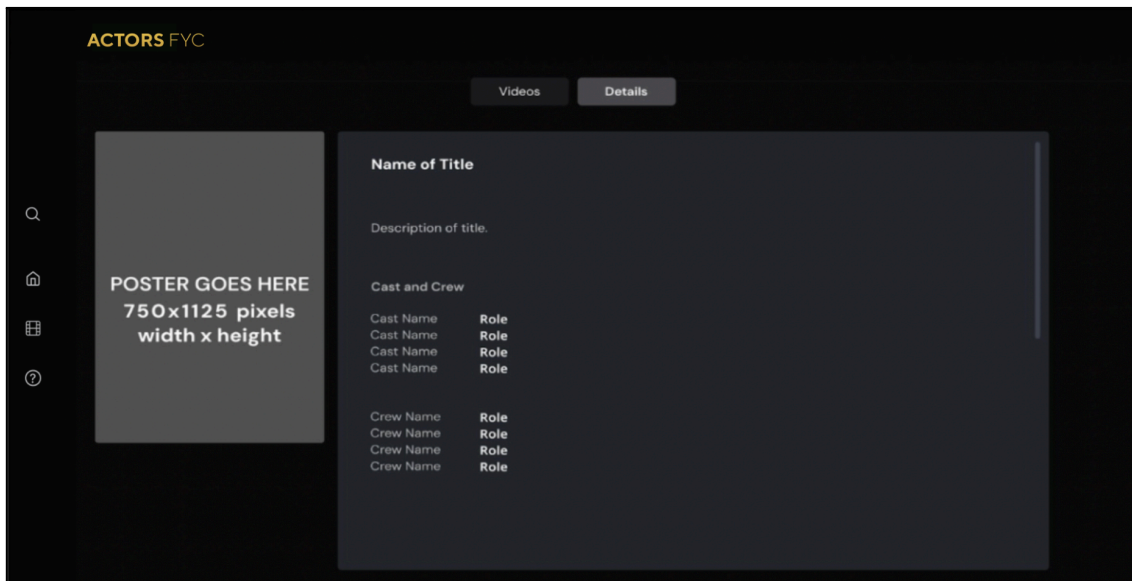 ACTORS FYC
Videos Details
POSTER GOES HERE
750x1125 pixels
width x height
Name of Title
Description of title.
Cast and Crew
Cast Name Role
Cast Name Role
Cast Name Role
Cast Name Role
Crew Name Role
Crew Name Role
Crew Name Role
Crew Name Role